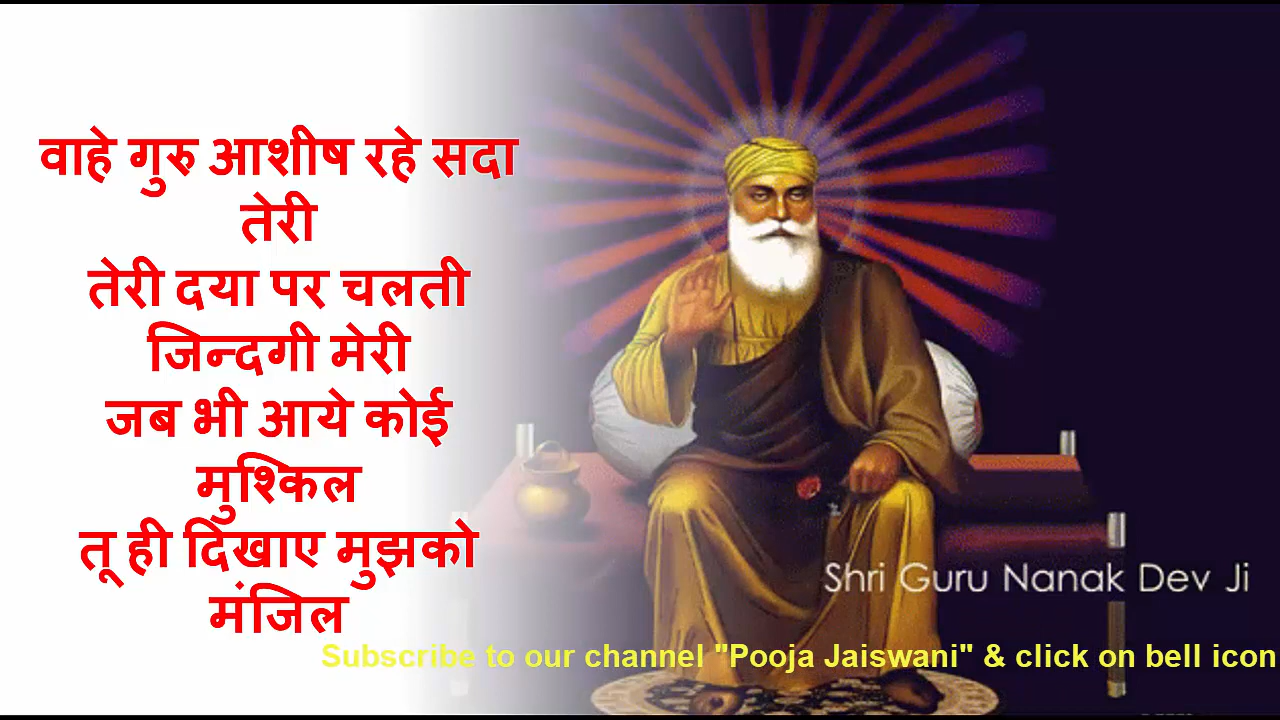 वाहे गुरु आशीष रहे सदा
तेरी
तेरी दया पर चलती
जिन्दगी मेरी
जब भी आये कोई
मुश्किल
तू ही दिखाए मुझको
मंजिल
Shri Guru Nanak Dev Ji
Subscribe to our channel "Pooja Jaiswani" & click on bell icon